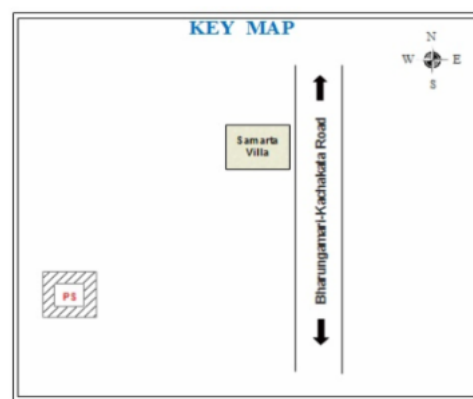 KEY MAP
N
W E
S
Samarta
Villa
Bharungamari-Kachakata Road
PS